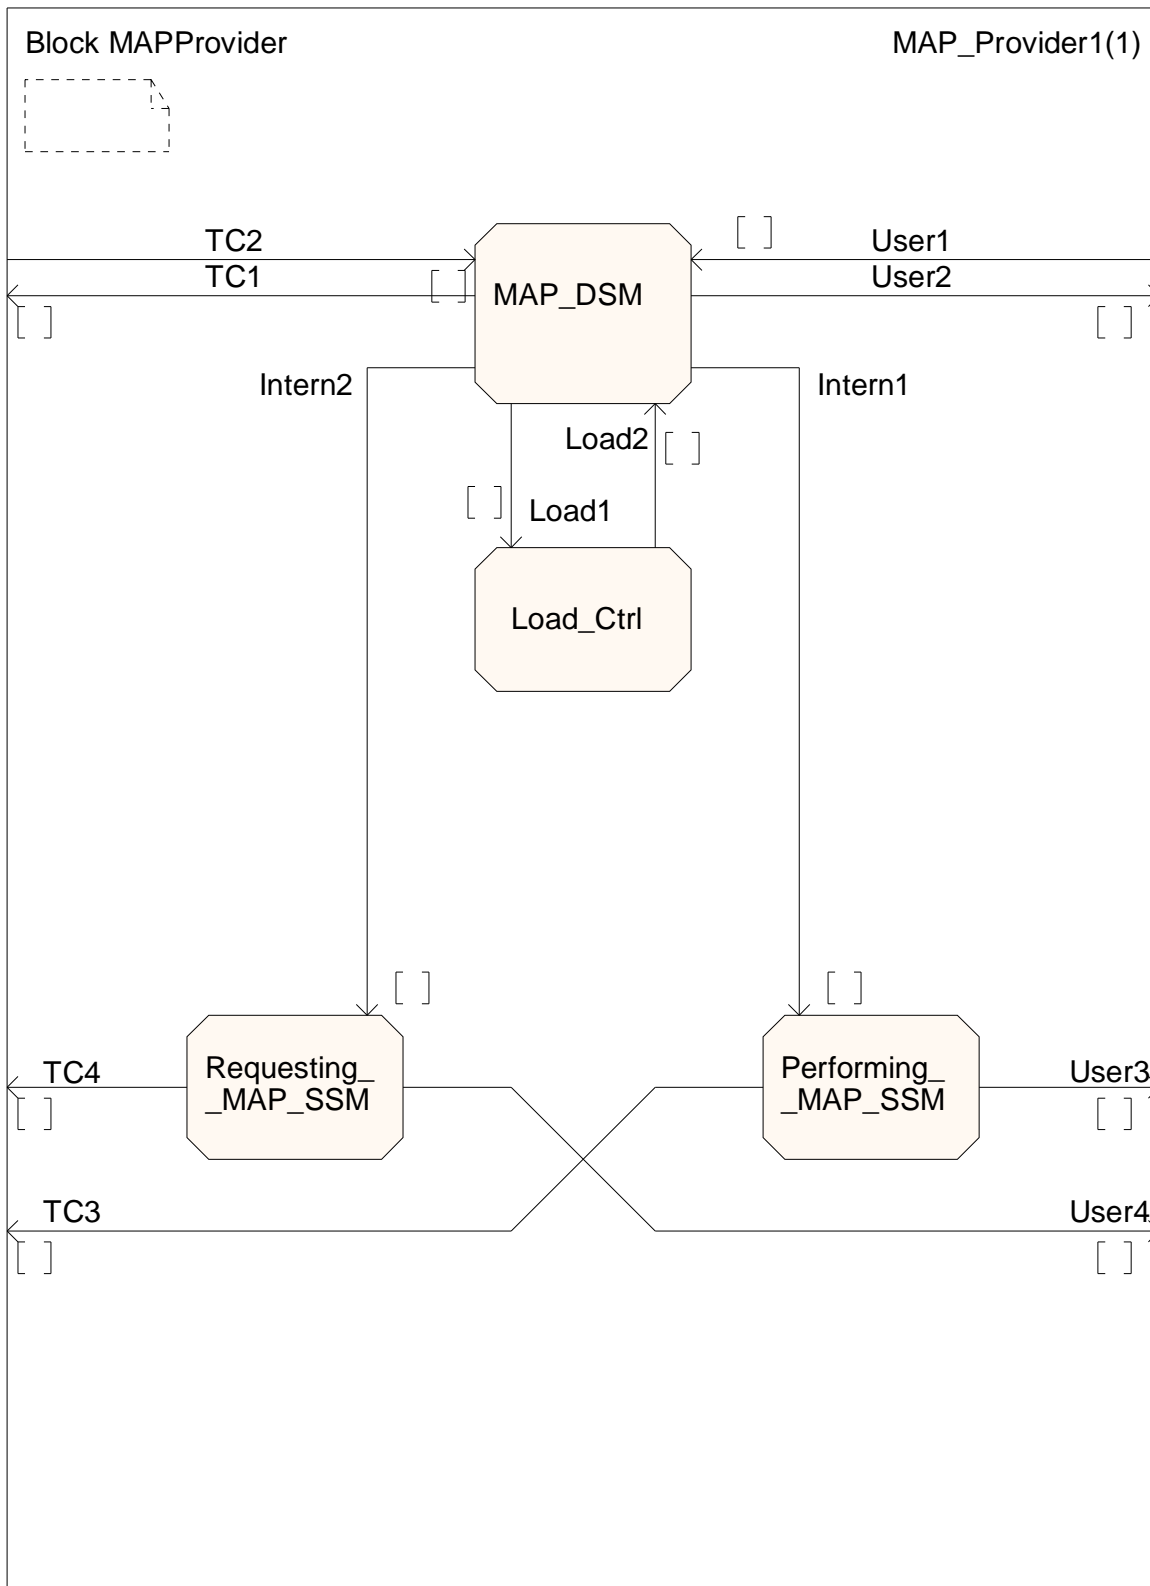 Block MAPProvider
MAP_Provider1(1)
TC2
[ ]
User1
TC1
[ ]
User2
MAP_DSM
[ ]
[ ]
Intern2
Intern1
Load2
[ ]
[ ]
Load1
Load_Ctrl
[ ]
[ ]
TC4
Requesting_
_MAP_SSM
Performing_
_MAP_SSM
User3
[ ]
[ ]
TC3
User4
[ ]
[ ]